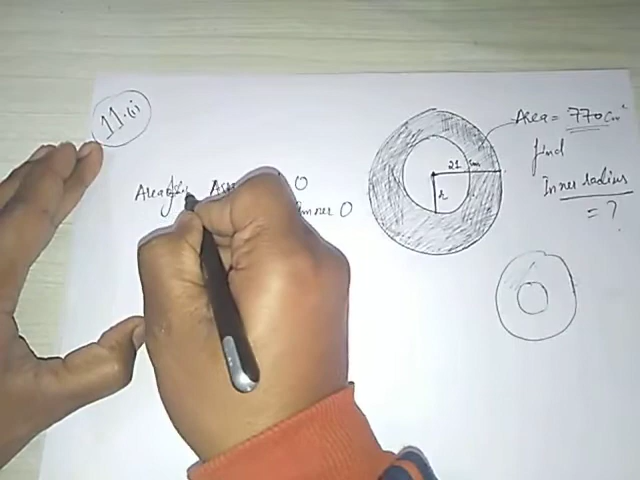 11.(i)
Area = 770 cm²
find
Inner radius
= ?
21 cm
r
Area of
inner O